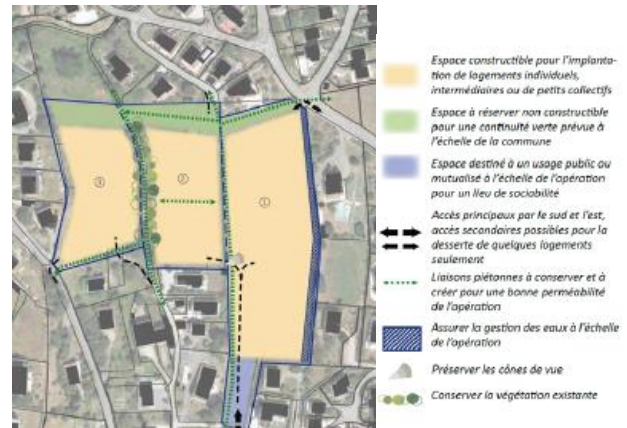 Espace constructible pour l'implanta-
tion de logements individuels,
intermédiaires ou de petits collectifs
Espace à réserver non constructible
pour une continuité verte prévue à
l'échelle de la commune
Espace destiné à un usage public ou
mutualisé à l'échelle de l'opération
pour un lieu de sociabilité
Accès principaux par le sud et l'est,
accès secondaires possibles pour la
desserte de quelques logements
seulement
Liaisons piétonnes à conserver et à
créer pour une bonne perméabilité
de l'opération
Assurer la gestion des eaux à l'échelle
de l'opération
Préserver les cônes de vue
Conserver la végétation existante
③
②
①